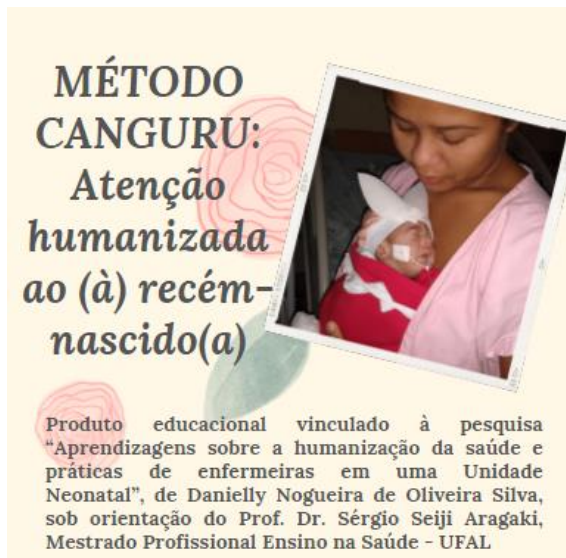 MÉTODO
CANGURU:
Atenção
humanizada
ao (à) recém-
nascido(a)
Produto educacional vinculado à pesquisa
“Aprendizagens sobre a humanização da saúde e
práticas de enfermeiras em uma Unidade
Neonatal”, de Danielly Nogueira de Oliveira Silva,
sob orientação do Prof. Dr. Sérgio Seiji Aragaki,
Mestrado Profissional Ensino na Saúde - UFAL